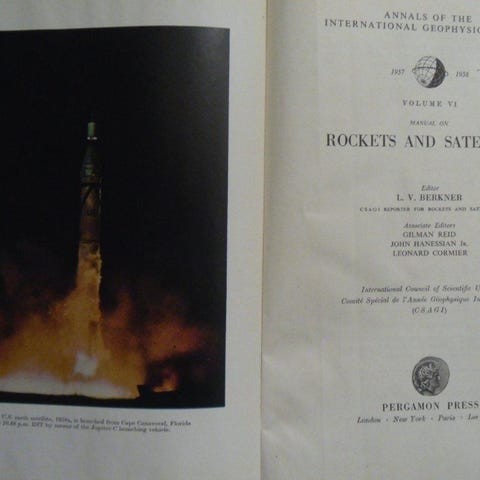 U.S. earth satellite, 1958α, is launched from Cape Canaveral, Florida
10.48 p.m. EST by means of the Jupiter-C launching vehicle.
ANNALS OF THE
INTERNATIONAL GEOPHYSIC
1957 1958
VOLUME VI
MANUAL ON
ROCKETS AND SATE
Editor
L. V. BERKNER
CSAGI REPORTER FOR ROCKETS AND SAT
Associate Editors
GILMAN REID
JOHN HANESSIAN Jr.
LEONARD CORMIER
International Council of Scientific U
Comité Spécial de l'Année Géophysique In
(CSAGI)
PERGAMON PRESS
London · New York · Paris · Los